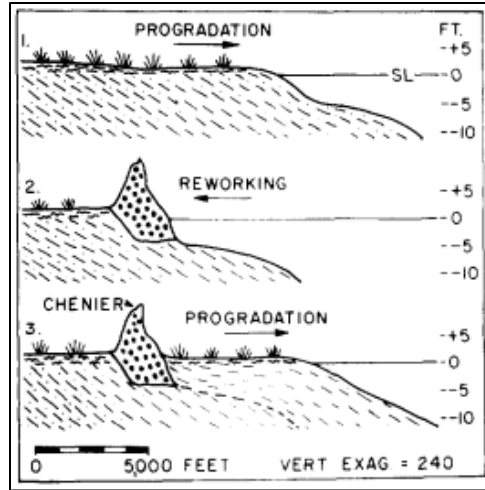 PROGRADATION
FT.
1.
-+5
SL
-0
--5
--10
2.
REWORKING
-+5
-0
--5
--10
CHENIER
3.
PROGRADATION
-+5
-0
--5
--10
0 5,000 FEET VERT EXAG = 240